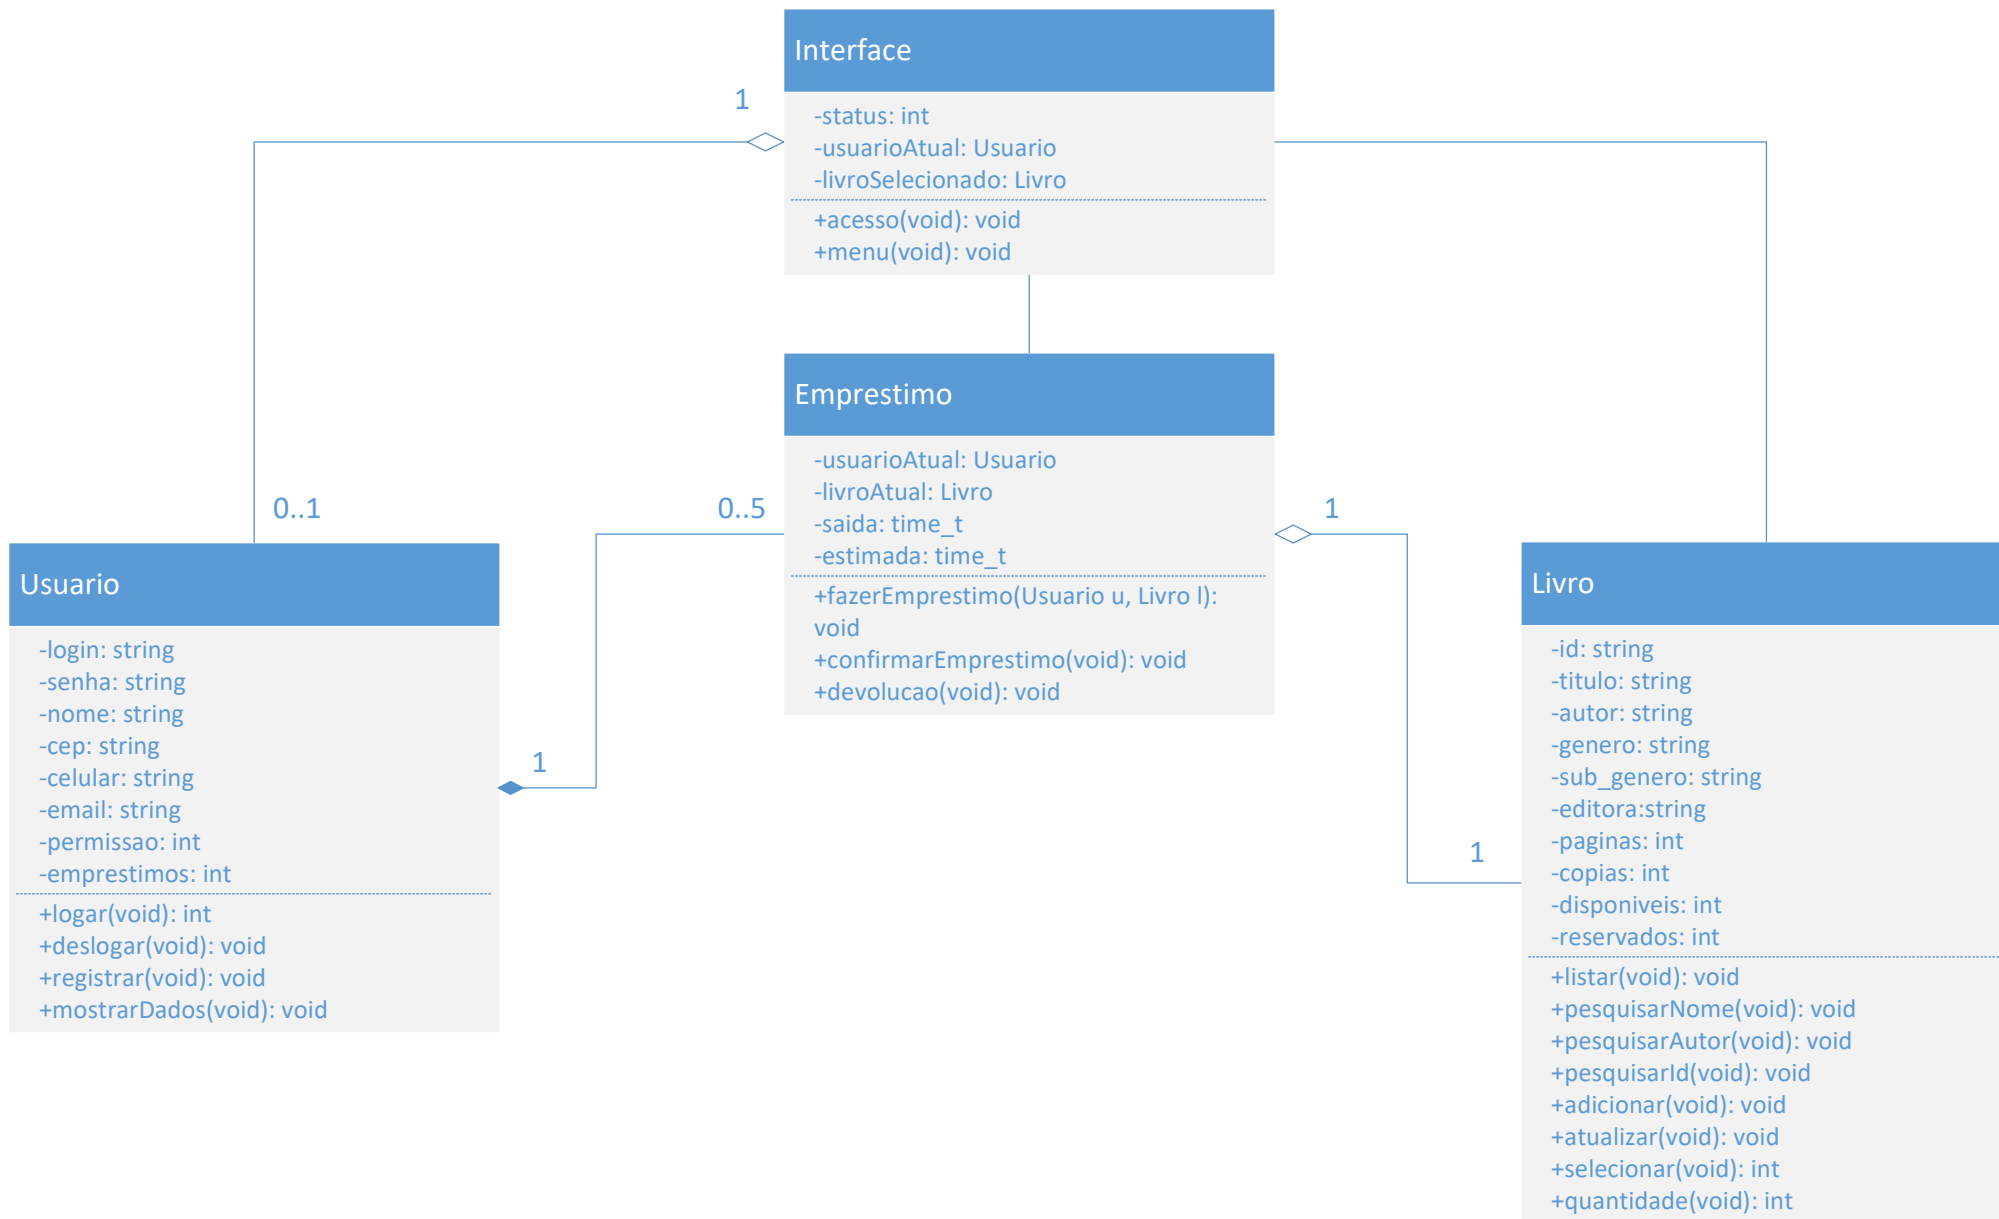 Interface
1
-status: int
-usuarioAtual: Usuario
-livroSelecionado: Livro
+acesso(void): void
+menu(void): void
Emprestimo
-usuarioAtual: Usuario
-livroAtual: Livro
-saida: time_t
-estimada: time_t
+fazerEmprestimo(Usuario u, Livro l):
void
+confirmarEmprestimo(void): void
+devolucao(void): void
0..1
0..5
1
1
1
Usuario
-login: string
-senha: string
-nome: string
-cep: string
-celular: string
-email: string
-permissao: int
-emprestimos: int
+logar(void): int
+deslogar(void): void
+registrar(void): void
+mostrarDados(void): void
Livro
-id: string
-titulo: string
-autor: string
-genero: string
-sub_genero: string
-editora:string
-paginas: int
-copias: int
-disponiveis: int
-reservados: int
+listar(void): void
+pesquisarNome(void): void
+pesquisarAutor(void): void
+pesquisarId(void): void
+adicionar(void): void
+atualizar(void): void
+selecionar(void): int
+quantidade(void): int